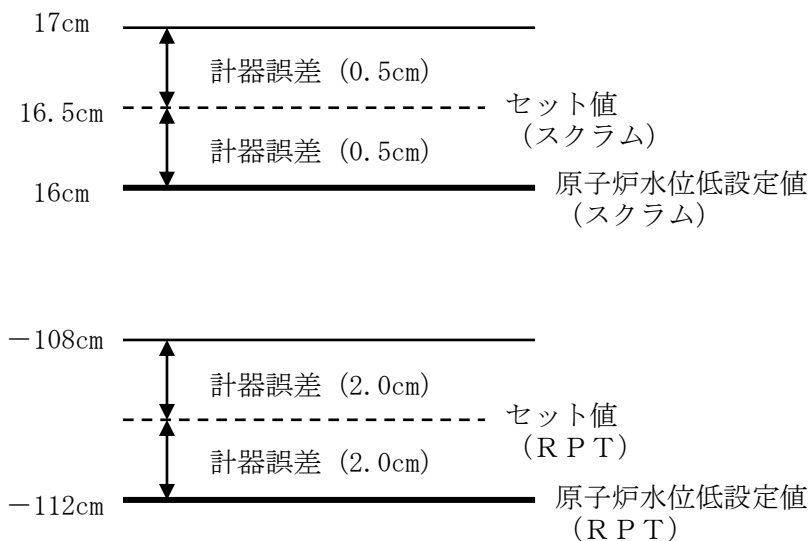 17cm
計器誤差 (0.5cm)
16.5cm
セット値
(スクラム)
計器誤差 (0.5cm)
16cm
原子炉水位低設定値
(スクラム)
－108cm
計器誤差 (2.0cm)
セット値
(ＲＰＴ)
計器誤差 (2.0cm)
－112cm
原子炉水位低設定値
(ＲＰＴ)